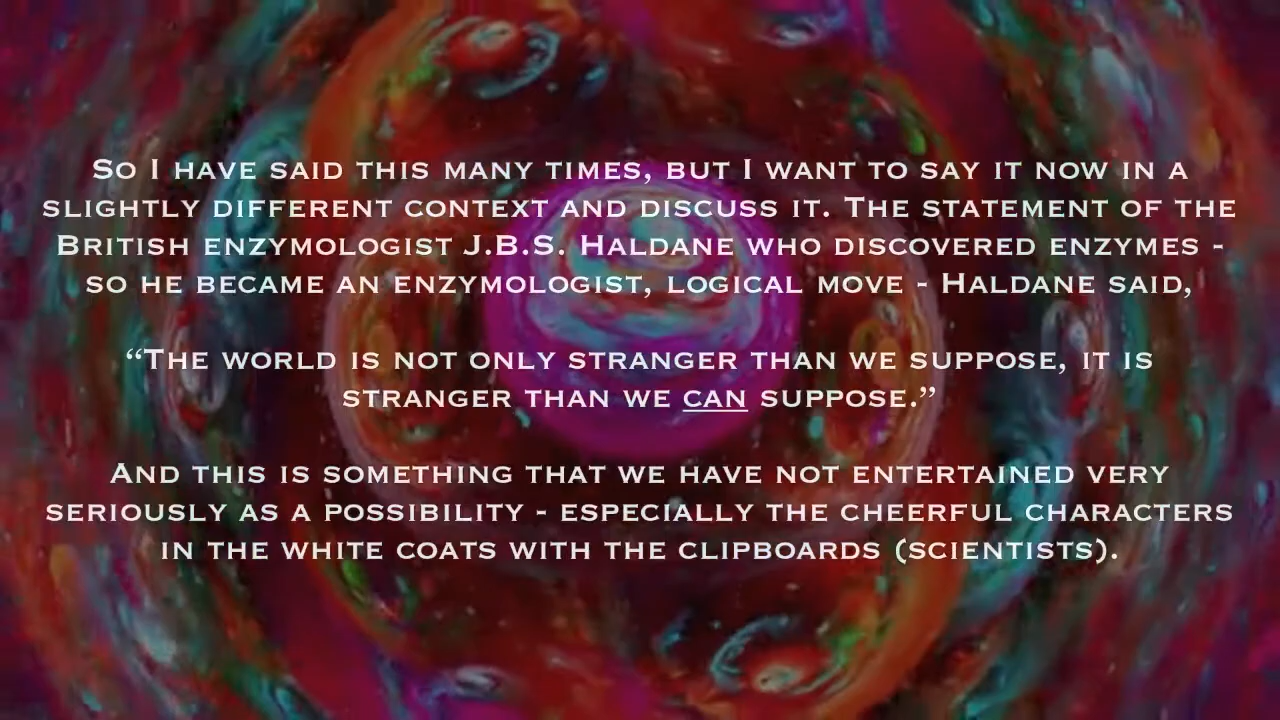 So I have said this many times, but I want to say it now in a
slightly different context and discuss it. The statement of the
British enzymologist J.B.S. Haldane who discovered enzymes -
so he became an enzymologist, logical move - Haldane said,
“The world is not only stranger than we suppose, it is
stranger than we can suppose.”
And this is something that we have not entertained very
seriously as a possibility - especially the cheerful characters
in the white coats with the clipboards (scientists).